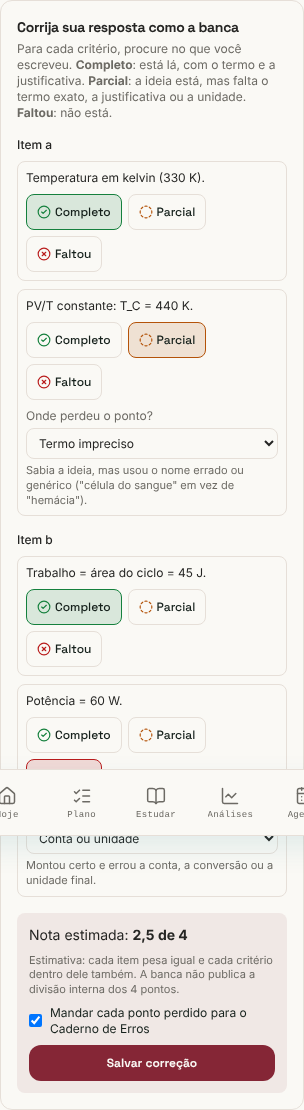 Corrija sua resposta como a banca
Para cada critério, procure no que você
escreveu. Completo: está lá, com o termo e a
justificativa. Parcial: a ideia está, mas falta o
termo exato, a justificativa ou a unidade.
Faltou: não está.
Item a
Temperatura em kelvin (330 K).
Completo
Parcial
Faltou
PV/T constante: T_C = 440 K.
Completo
Parcial
Faltou
Onde perdeu o ponto?
Termo impreciso
Sabia a ideia, mas usou o nome errado ou
genérico ("célula do sangue" em vez de
"hemácia").
Item b
Trabalho = área do ciclo = 45 J.
Completo
Parcial
Faltou
Potência = 60 W.
Completo
Parcial
Plano
Estudar
Análises
Conta ou unidade
Montou certo e errou a conta, a conversão ou a
unidade final.
Nota estimada: 2,5 de 4
Estimativa: cada item pesa igual e cada critério
dentro dele também. A banca não publica a
divisão interna dos 4 pontos.
Mandar cada ponto perdido para o
Caderno de Erros
Salvar correção